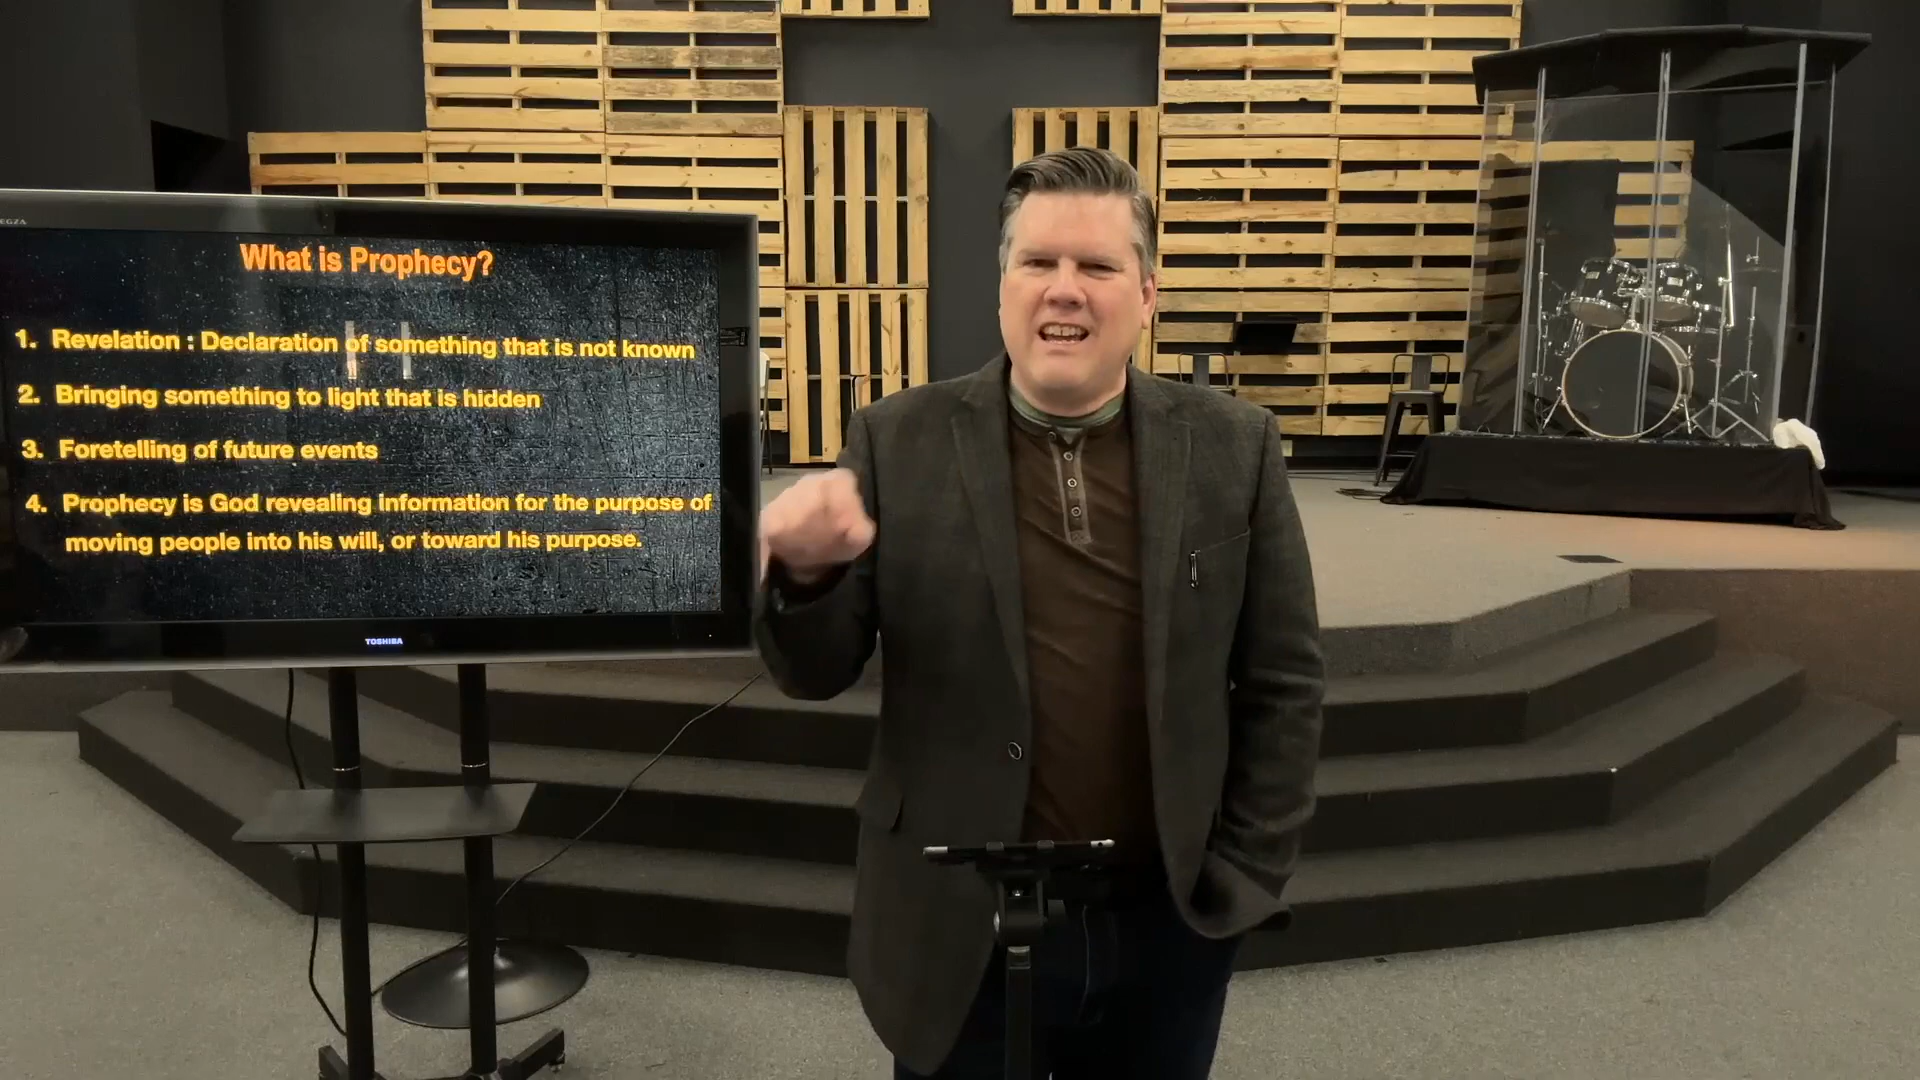 EGZA
What is Prophecy?
1. Revelation : Declaration of something that is not known
2. Bringing something to light that is hidden
3. Foretelling of future events
4. Prophecy is God revealing information for the purpose of
moving people into his will, or toward his purpose.
TOSHIBA